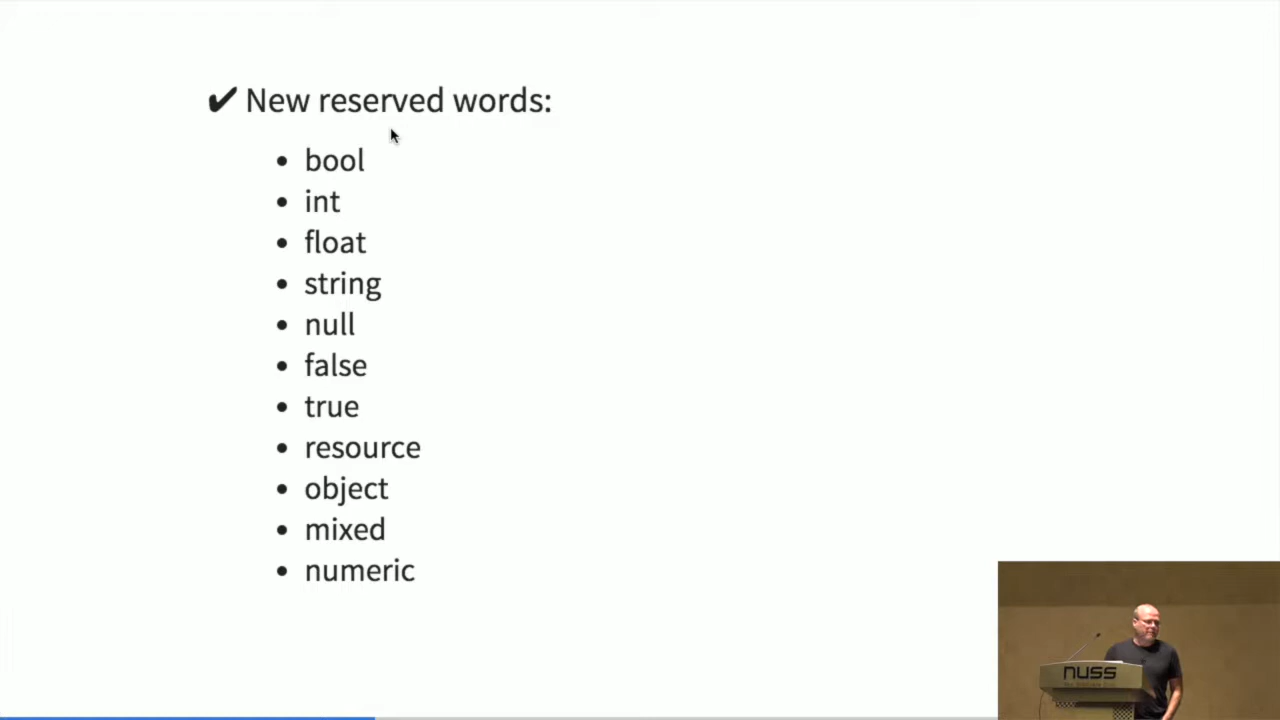 ✔ New reserved words:
• bool
• int
• float
• string
• null
• false
• true
• resource
• object
• mixed
• numeric
nuss